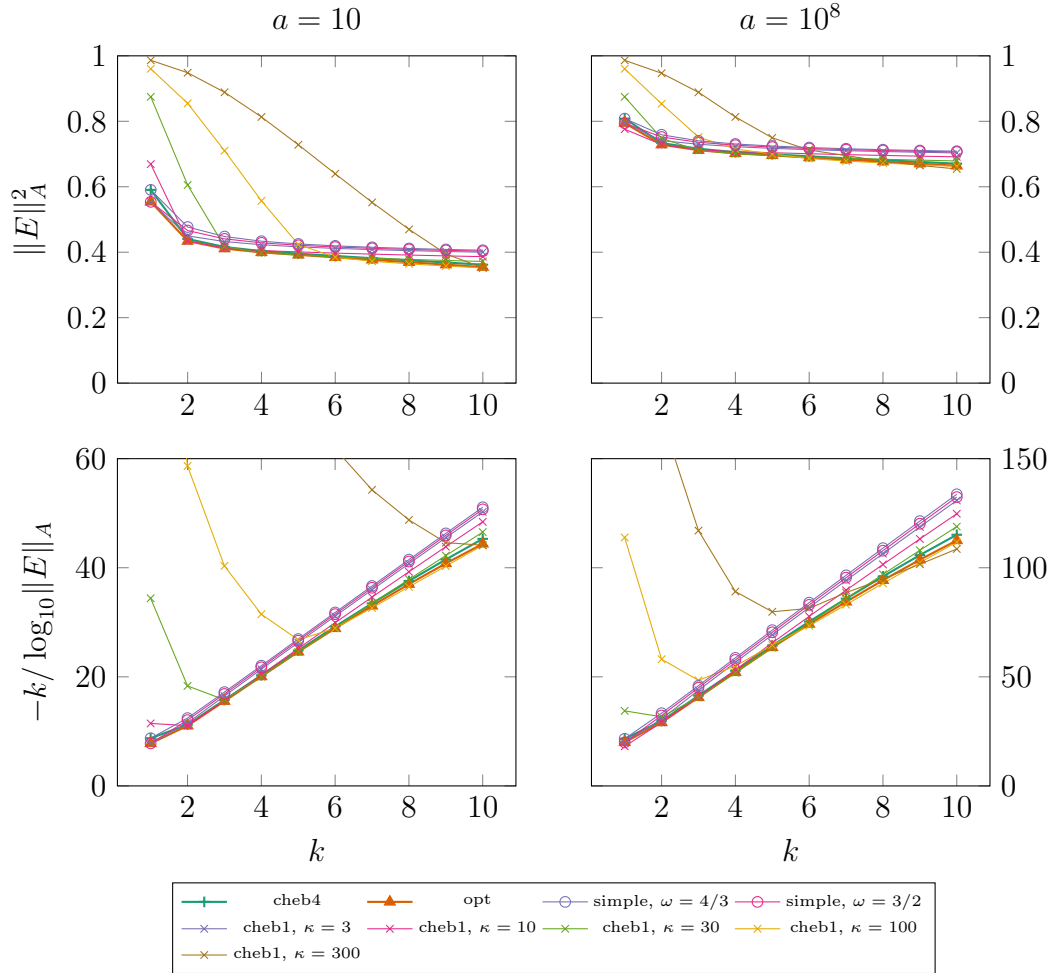 a = 10
a = 10^8
‖E‖_A^2
1
0.8
0.6
0.4
0.2
0
2 4 6 8 10
1
0.8
0.6
0.4
0.2
0
2 4 6 8 10
−k/ log_10‖E‖_A
60
40
20
0
2 4 6 8 10
k
150
100
50
0
2 4 6 8 10
k
cheb4 opt simple, ω = 4/3 simple, ω = 3/2
cheb1, κ = 3 cheb1, κ = 10 cheb1, κ = 30 cheb1, κ = 100
cheb1, κ = 300